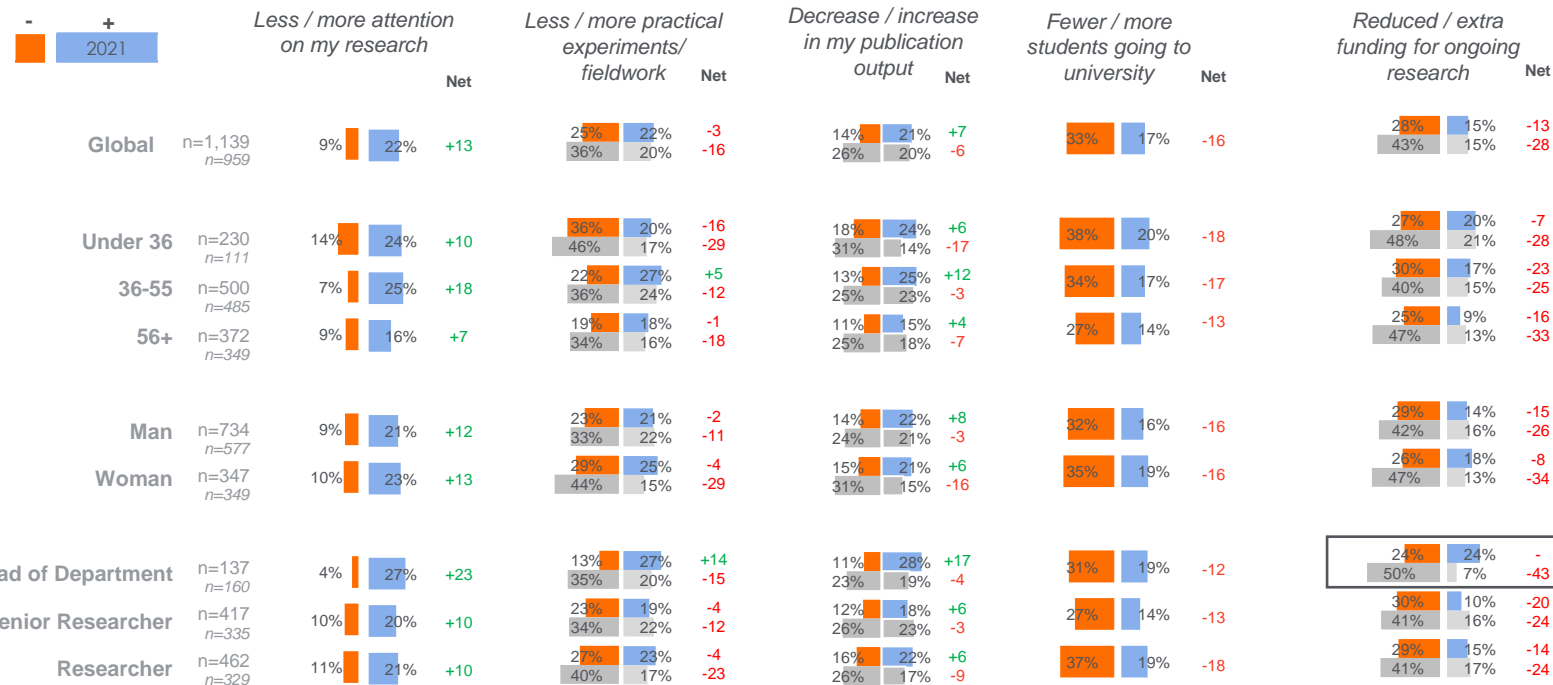 - +
2021
Less / more attention on my research Net
Less / more practical experiments/ fieldwork Net
Decrease / increase in my publication output Net
Fewer / more students going to university Net
Reduced / extra funding for ongoing research Net
Global n=1,139 9% 22% +13 25% 22% -3 14% 21% +7 33% 17% -16 28% 15% -13
n=959 36% 20% -16 26% 20% -6 43% 15% -28
Under 36 n=230 14% 24% +10 36% 20% -16 18% 24% +6 38% 20% -18 27% 20% -7
n=111 46% 17% -29 31% 14% -17 48% 21% -28
36-55 n=500 7% 25% +18 22% 27% +5 13% 25% +12 34% 17% -17 30% 17% -23
n=485 36% 24% -12 25% 23% -3 40% 15% -25
56+ n=372 9% 16% +7 19% 18% -1 11% 15% +4 27% 14% -13 25% 9% -16
n=349 34% 16% -18 25% 18% -7 47% 13% -33
Man n=734 9% 21% +12 23% 21% -2 14% 22% +8 32% 16% -16 29% 14% -15
n=577 33% 22% -11 24% 21% -3 42% 16% -26
Woman n=347 10% 23% +13 29% 25% -4 15% 21% +6 35% 19% -16 26% 18% -8
n=349 44% 15% -29 31% 15% -16 47% 13% -34
ad of Department n=137 4% 27% +23 13% 27% +14 11% 28% +17 31% 19% -12 24% 24% -
n=160 35% 20% -15 23% 19% -4 50% 7% -43
enior Researcher n=417 10% 20% +10 23% 19% -4 12% 18% +6 27% 14% -13 30% 10% -20
n=335 34% 22% -12 26% 23% -3 41% 16% -24
Researcher n=462 11% 21% +10 27% 23% -4 16% 22% +6 37% 19% -18 29% 15% -14
n=329 40% 17% -23 26% 17% -9 41% 17% -24